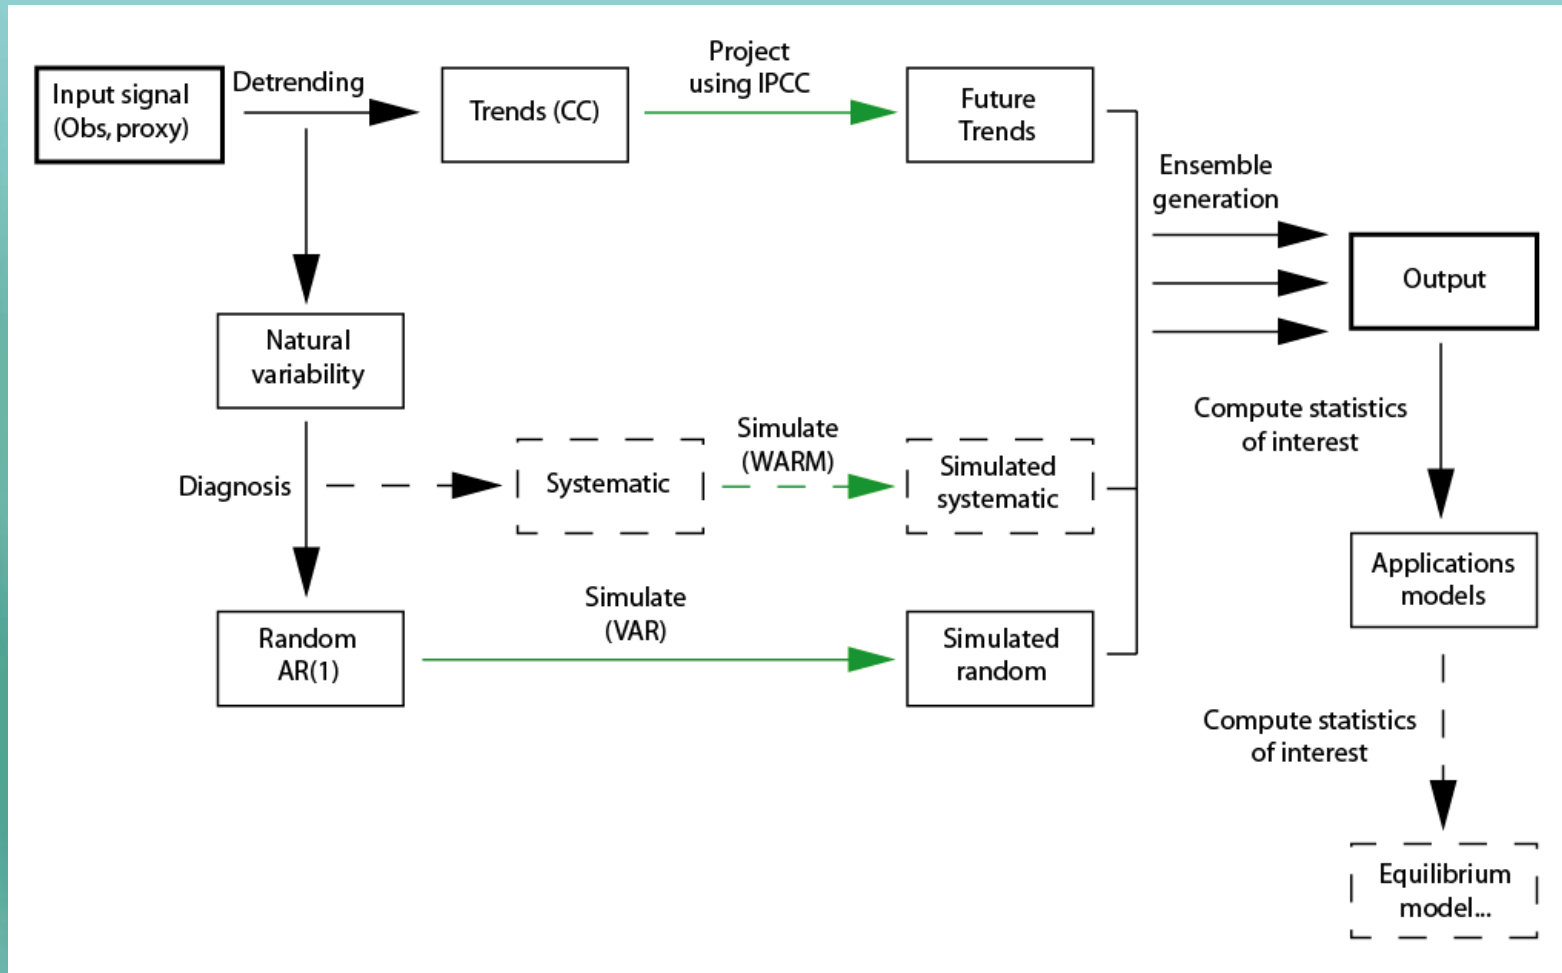 Input signal
(Obs, proxy)
Detrending
Trends (CC)
Project
using IPCC
Future
Trends
Ensemble
generation
Output
Natural
variability
Compute statistics
of interest
Diagnosis
Systematic
Simulate
(WARM)
Simulated
systematic
Applications
models
Random
AR(1)
Simulate
(VAR)
Simulated
random
Compute statistics
of interest
Equilibrium
model...